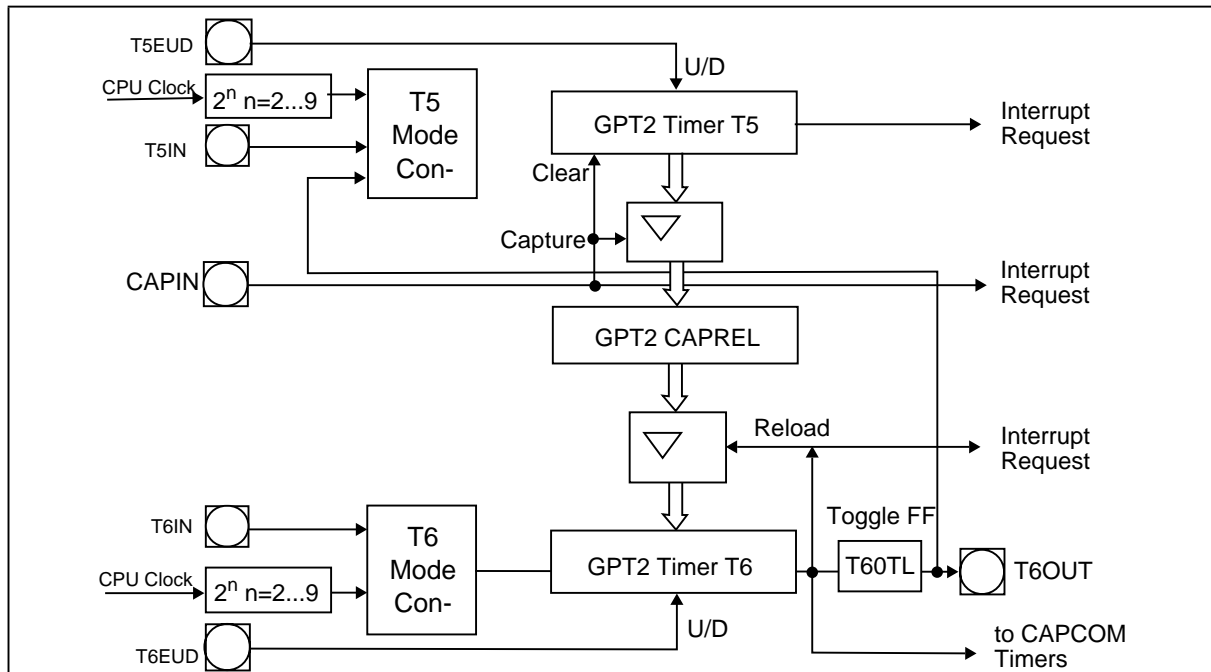 T5EUD
U/D
CPU Clock
2ⁿ n=2...9
T5
Mode
Con-
GPT2 Timer T5
Interrupt
Request
T5IN
Clear
Capture
CAPIN
Interrupt
Request
GPT2 CAPREL
Reload
Interrupt
Request
T6IN
T6
Mode
Con-
Toggle FF
GPT2 Timer T6
T60TL
T6OUT
CPU Clock
2ⁿ n=2...9
U/D
T6EUD
to CAPCOM
Timers